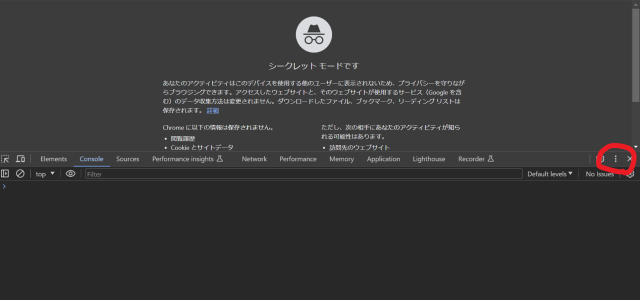 シークレット モードです
あなたのアクティビティはこのデバイスを使用する他のユーザーに表示されないため、プライバシーを守りなが
らブラウジングできます。アクセスしたウェブサイトと、そのウェブサイトが使用するサービス（Google を含
む）のデータ収集方法は変更されません。ダウンロードしたファイル、ブックマーク、リーディング リストは
保存されます。 詳細
Chrome に以下の情報は保存されません。
• 閲覧履歴
• Cookie とサイトデータ
ただし、次の相手にあなたのアクティビティが知ら
れる可能性はあります。
• 訪問先のウェブサイト
Elements Console Sources Performance insights Network Performance Memory Application Lighthouse Recorder
top Filter Default levels No Issues